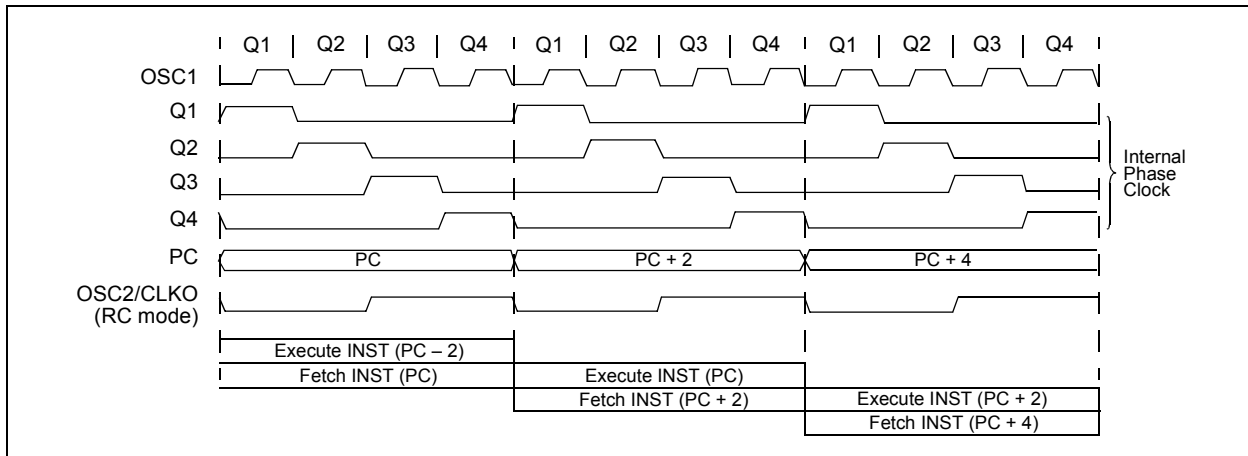 Q1 Q2 Q3 Q4 Q1 Q2 Q3 Q4 Q1 Q2 Q3 Q4
OSC1
Q1
Q2
Q3
Q4
Internal
Phase
Clock
PC PC PC + 2 PC + 4
OSC2/CLKO
(RC mode)
Execute INST (PC – 2)
Fetch INST (PC) Execute INST (PC)
Fetch INST (PC + 2) Execute INST (PC + 2)
Fetch INST (PC + 4)